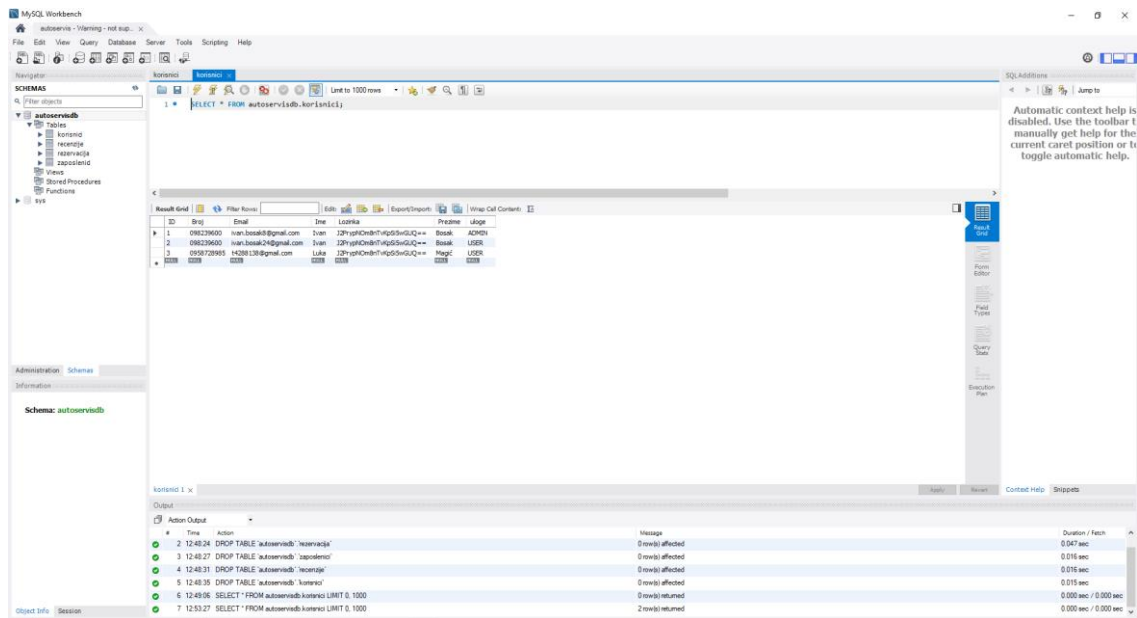 MySQL Workbench
autoservis - Warning - not sup...
File Edit View Query Database Server Tools Scripting Help
Navigator
SCHEMAS
Filter objects
autoservisdb
Tables
korisnici
recenzije
rezervacija
zaposlenici
Views
Stored Procedures
Functions
sys
Administration Schemas
Information
Schema: autoservisdb
Object Info Session
korisnici korisnici
Limit to 1000 rows
1 SELECT * FROM autoservisdb.korisnici;
Result Grid Filter Rows: Edit: Export/Import: Wrap Cell Content:
ID Broj Email Ime Lozinka Prezime uloge
1 098239600 ivan.bosak8@gmail.com Ivan Bosak ADMIN
2 098239600 ivan.bosak24@gmail.com Ivan Bosak USER
3 0958728985 t4288138@gmail.com Luka Magić USER
NULL NULL NULL NULL NULL NULL NULL
Result Grid
Form Editor
Field Types
Query Stats
Execution Plan
korisnici 1
Apply Revert
Output
Action Output
# Time Action Message Duration / Fetch
2 12:48:24 DROP TABLE `autoservisdb`.`rezervacija` 0 row(s) affected 0.047 sec
3 12:48:27 DROP TABLE `autoservisdb`.`zaposlenici` 0 row(s) affected 0.016 sec
4 12:48:31 DROP TABLE `autoservisdb`.`recenzije` 0 row(s) affected 0.016 sec
5 12:48:35 DROP TABLE `autoservisdb`.`korisnici` 0 row(s) affected 0.015 sec
6 12:49:06 SELECT * FROM autoservisdb.korisnici LIMIT 0, 1000 0 row(s) returned 0.000 sec / 0.000 sec
7 12:53:27 SELECT * FROM autoservisdb.korisnici LIMIT 0, 1000 2 row(s) returned 0.000 sec / 0.000 sec
SQLAdditions
Jump to
Automatic context help is
disabled. Use the toolbar t
manually get help for the
current caret position or to
toggle automatic help.
Context Help Snippets